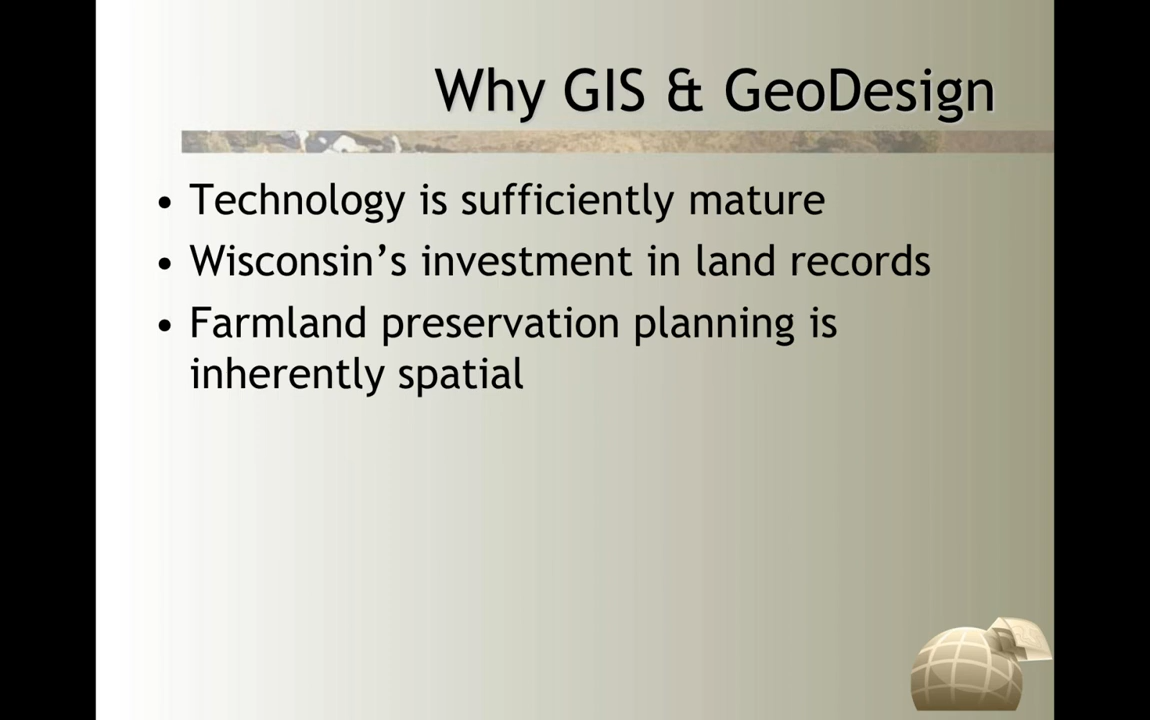 Why GIS & GeoDesign
• Technology is sufficiently mature
• Wisconsin’s investment in land records
• Farmland preservation planning is
inherently spatial